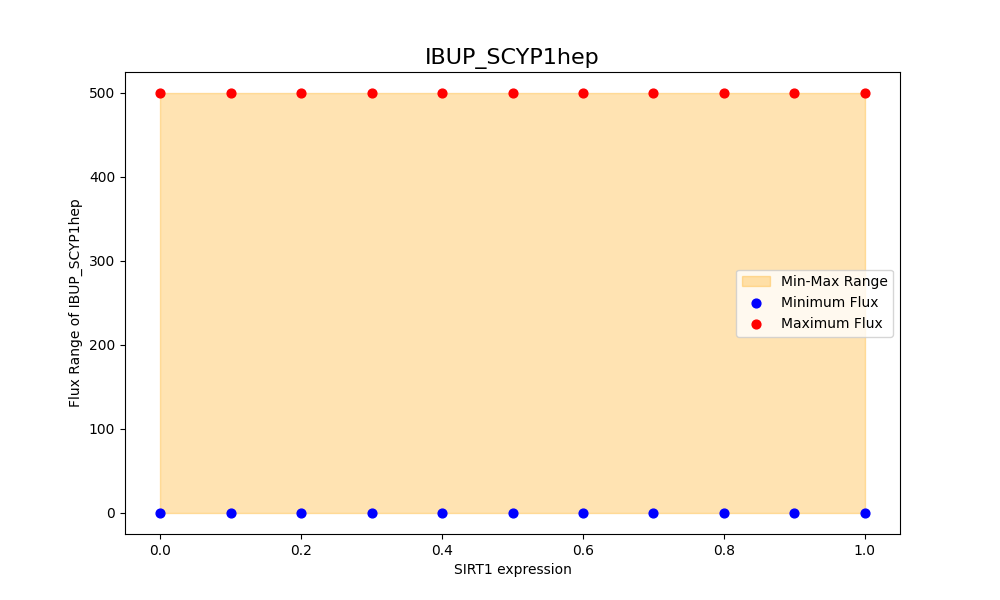 IBUP_SCYP1hep
Flux Range of IBUP_SCYP1hep
500
400
300
200
100
0
Min-Max Range
Minimum Flux
Maximum Flux
0.0 0.2 0.4 0.6 0.8 1.0
SIRT1 expression